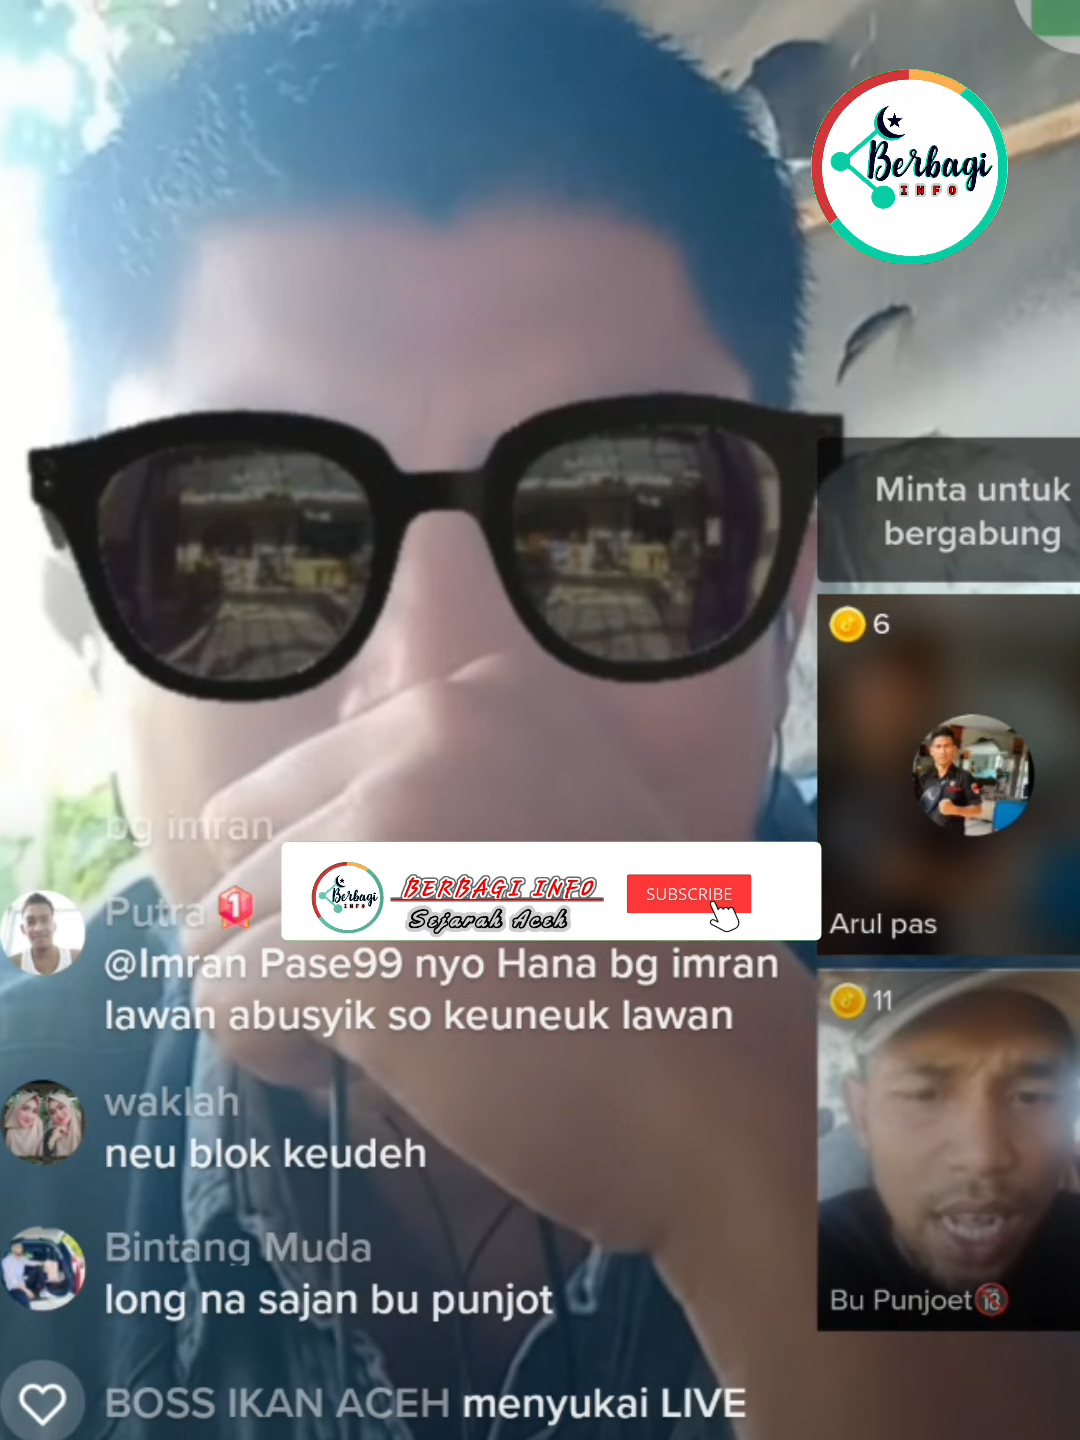 Berbagi
INFO
Minta untuk
bergabung
6
Arul pas
11
Bu Punjoet🔞
bg imran
Berbagi
INFO
BERBAGI INFO
Sejarah Aceh
SUBSCRIBE
Putra 1
@Imran Pase99 nyo Hana bg imran
lawan abusyik so keuneuk lawan
waklah
neu blok keudeh
Bintang Muda
long na sajan bu punjot
BOSS IKAN ACEH menyukai LIVE